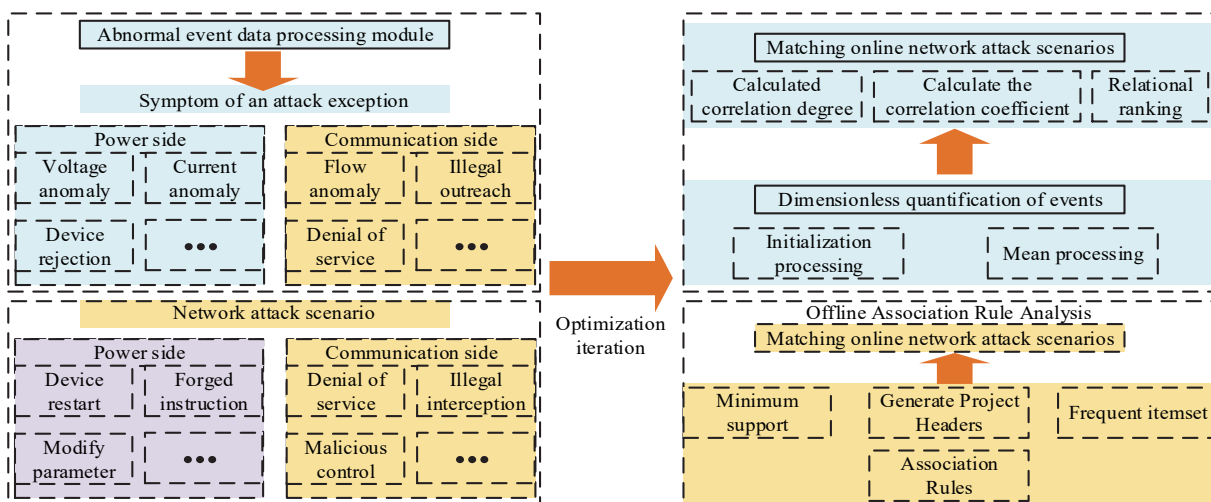 Abnormal event data processing module
Symptom of an attack exception
Power side
Voltage
anomaly
Current
anomaly
Device
rejection
•••
Communication side
Flow
anomaly
Illegal
outreach
Denial of
service
•••
Network attack scenario
Power side
Device
restart
Forged
instruction
Modify
parameter
•••
Communication side
Denial of
service
Illegal
interception
Malicious
control
•••
Optimization
iteration
Matching online network attack scenarios
Calculated
correlation degree
Calculate the
correlation coefficient
Relational
ranking
Dimensionless quantification of events
Initialization
processing
Mean processing
Offline Association Rule Analysis
Matching online network attack scenarios
Minimum
support
Generate Project
Headers
Frequent itemset
Association
Rules